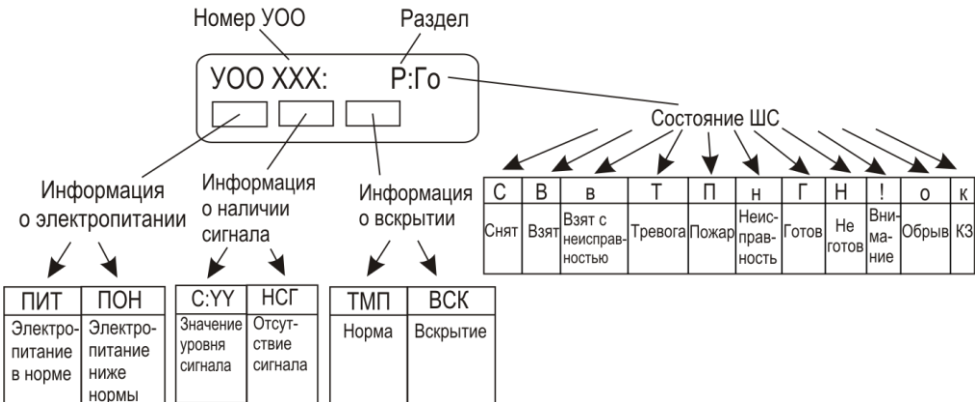 Номер УОО
Раздел
УОО ХХХ: Р:Го
Состояние ШС
Информация
о электропитании
Информация
о наличии
сигнала
Информация
о вскрытии
С В в Т П н Г Н ! о к
Снят
Взят
Взят с
неисправ-
ностью
Тревога
Пожар
Неис-
прав-
ность
Готов
Не
готов
Вни-
ма-
ние
Обрыв
КЗ
ПИТ ПОН
Электро-
питание
в норме
Электро-
питание
ниже
нормы
С:YY НСГ
Значение
уровня
сигнала
Отсут-
ствие
сигнала
ТМП ВСК
Норма Вскрытие